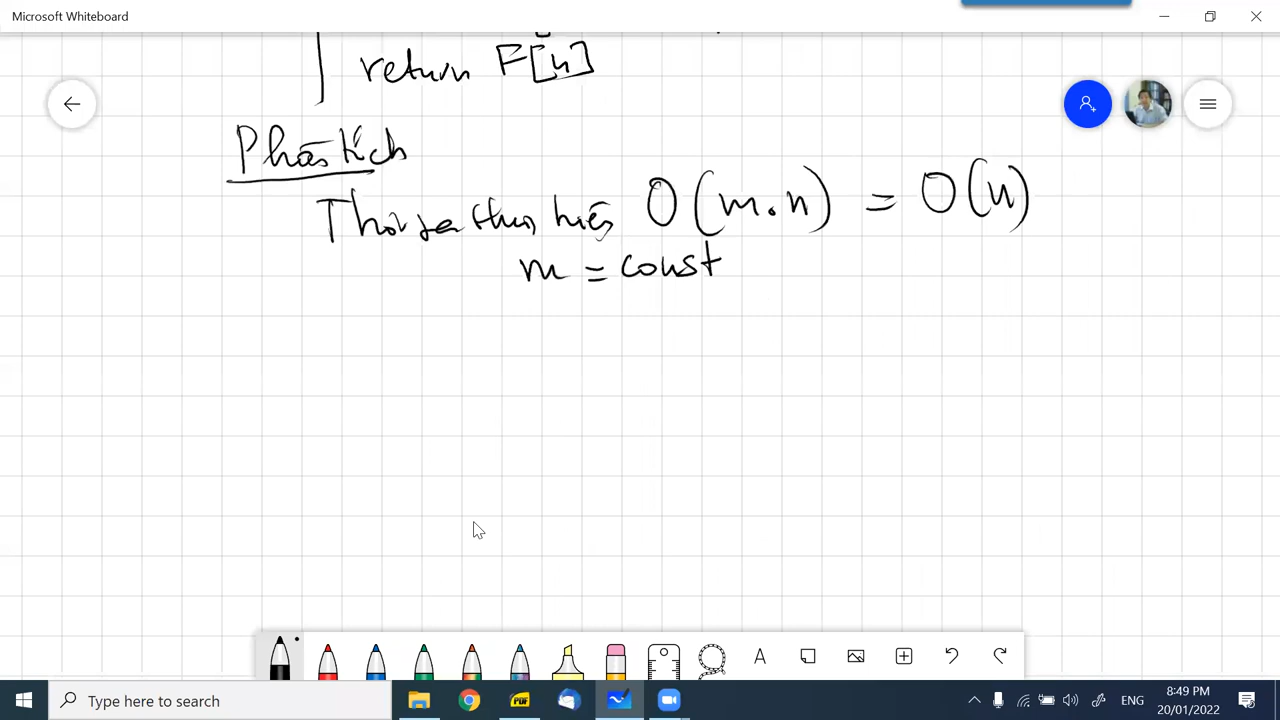 Microsoft Whiteboard
return F[n]
Phân tích
Thời gian thực hiện O(m.n) = O(n)
m = const
A
Type here to search
PDF
ENG
8:49 PM
20/01/2022